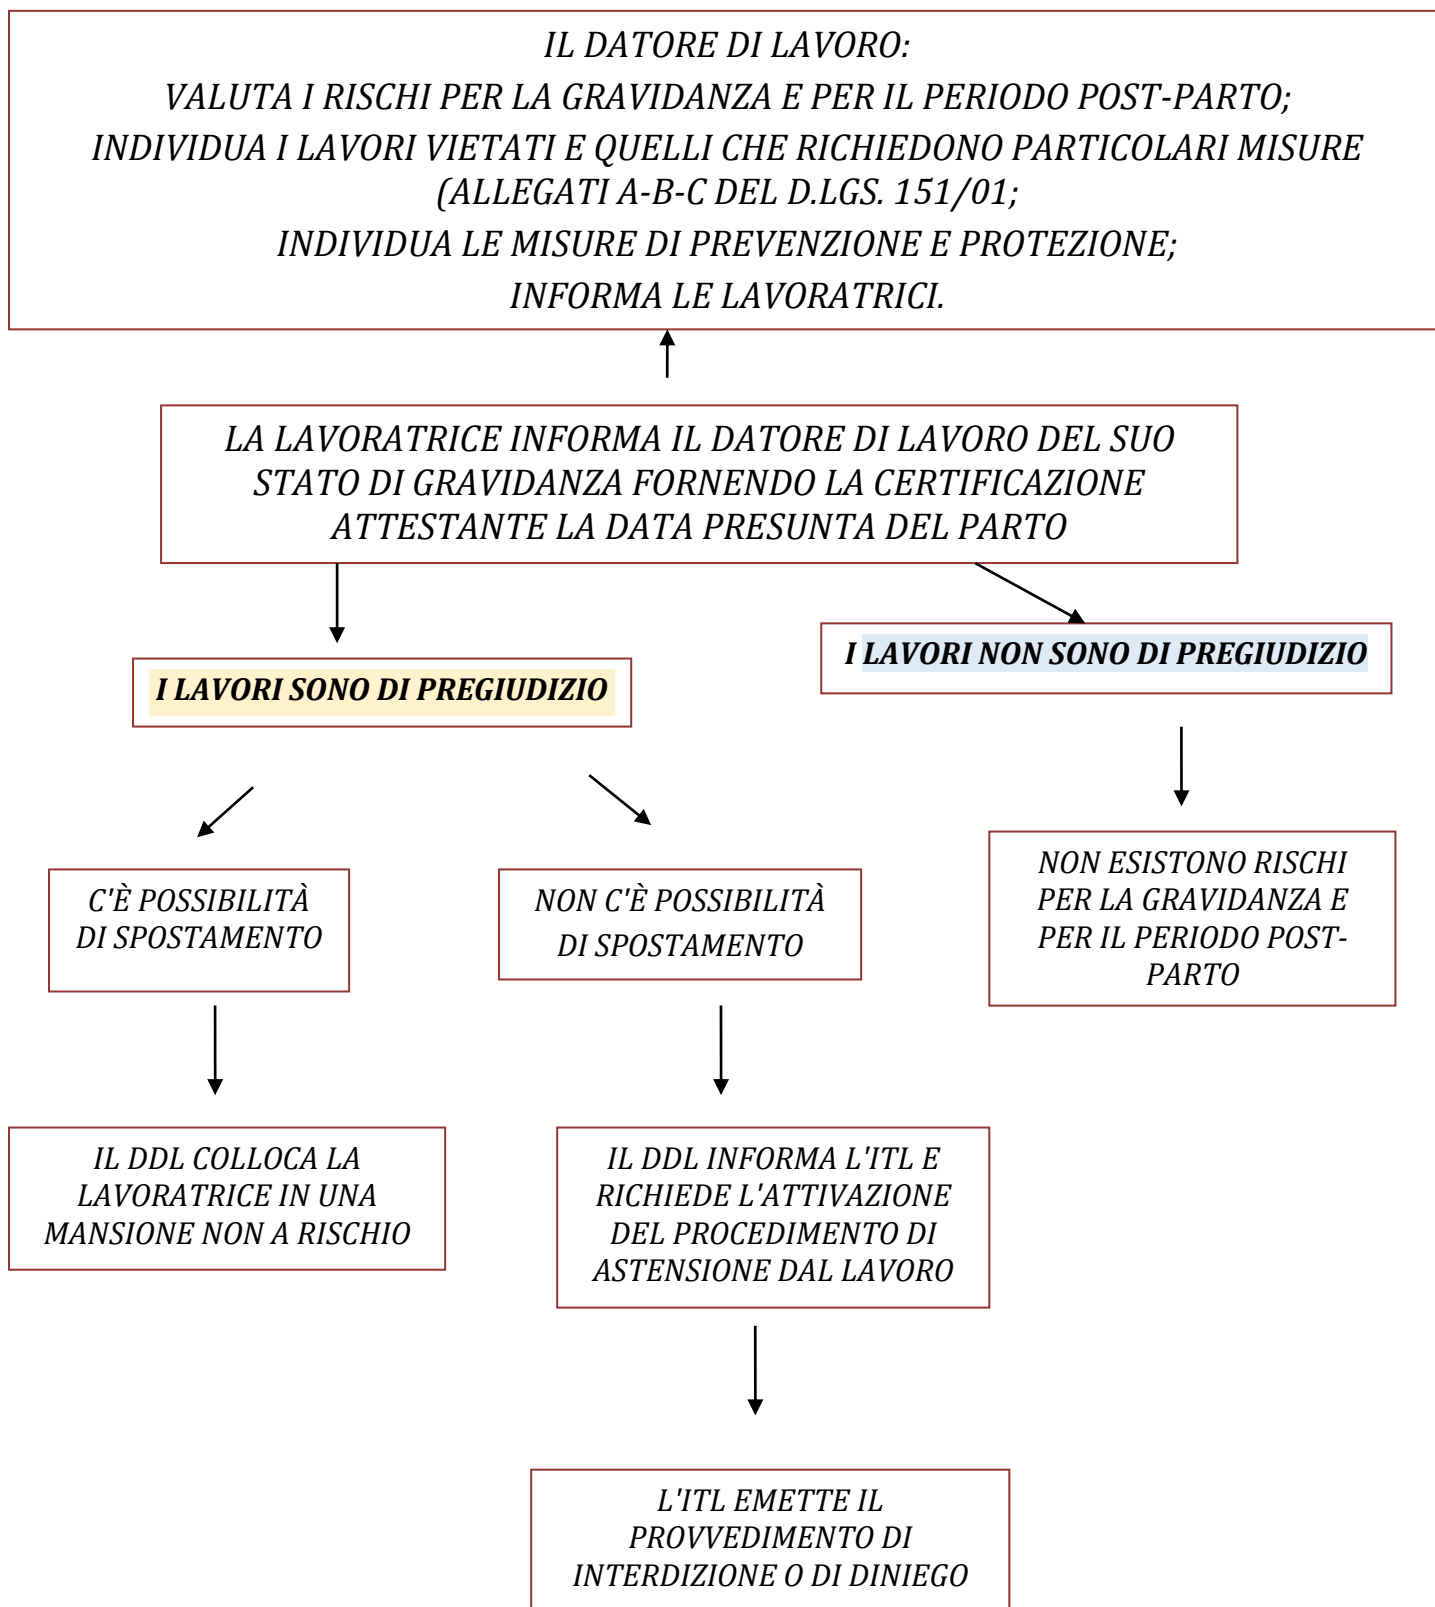 IL DATORE DI LAVORO:
VALUTA I RISCHI PER LA GRAVIDANZA E PER IL PERIODO POST-PARTO;
INDIVIDUA I LAVORI VIETATI E QUELLI CHE RICHIEDONO PARTICOLARI MISURE
(ALLEGATI A-B-C DEL D.LGS. 151/01;
INDIVIDUA LE MISURE DI PREVENZIONE E PROTEZIONE;
INFORMA LE LAVORATRICI.
LA LAVORATRICE INFORMA IL DATORE DI LAVORO DEL SUO
STATO DI GRAVIDANZA FORNENDO LA CERTIFICAZIONE
ATTESTANTE LA DATA PRESUNTA DEL PARTO
I LAVORI SONO DI PREGIUDIZIO
I LAVORI NON SONO DI PREGIUDIZIO
C'È POSSIBILITÀ
DI SPOSTAMENTO
NON C'È POSSIBILITÀ
DI SPOSTAMENTO
NON ESISTONO RISCHI
PER LA GRAVIDANZA E
PER IL PERIODO POST-
PARTO
IL DDL COLLOCA LA
LAVORATRICE IN UNA
MANSIONE NON A RISCHIO
IL DDL INFORMA L'ITL E
RICHIEDE L'ATTIVAZIONE
DEL PROCEDIMENTO DI
ASTENSIONE DAL LAVORO
L'ITL EMETTE IL
PROVVEDIMENTO DI
INTERDIZIONE O DI DINIEGO